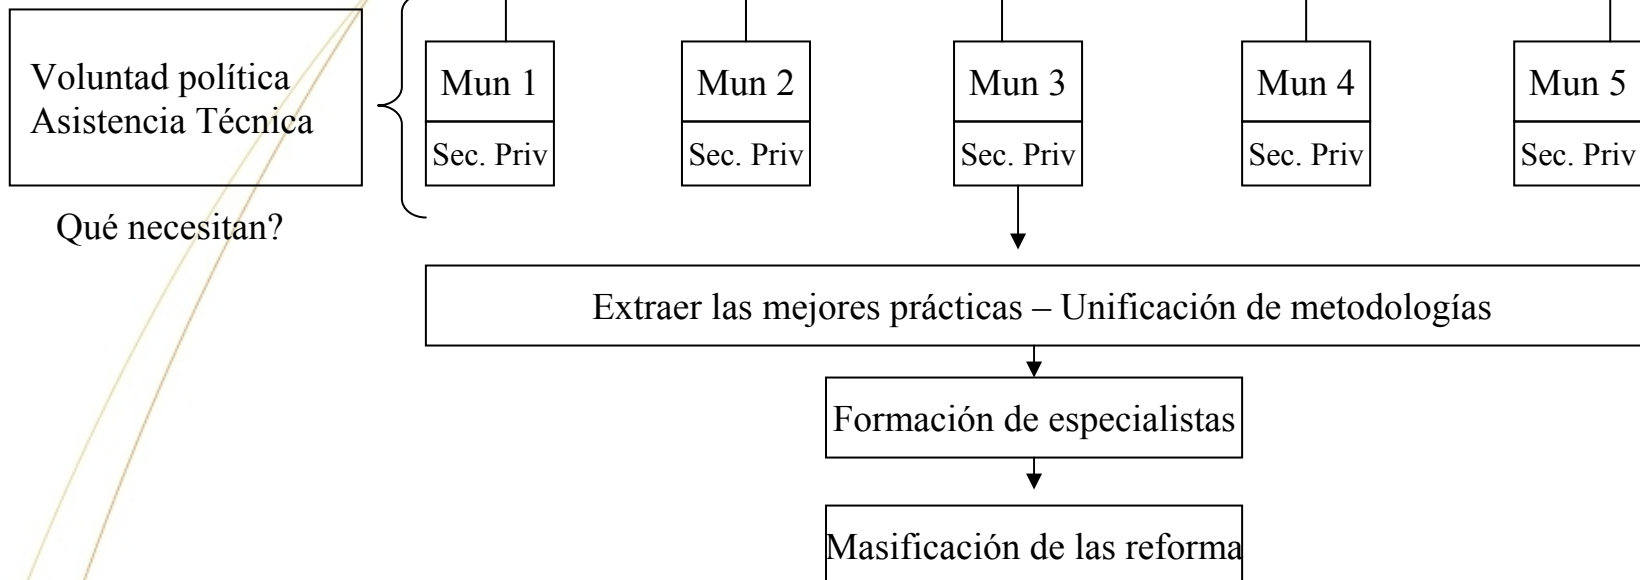 Voluntad política
Asistencia Técnica
Qué necesitan?
Mun 1
Sec. Priv
Mun 2
Sec. Priv
Mun 3
Sec. Priv
Mun 4
Sec. Priv
Mun 5
Sec. Priv
Extraer las mejores prácticas – Unificación de metodologías
Formación de especialistas
Masificación de las reforma